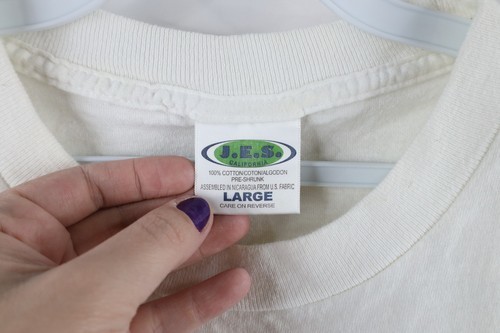 J.E.S.
CALIFORNIA
100% COTTON/COTON/ALGODON
PRE-SHRUNK
ASSEMBLED IN NICARAGUA FROM U.S. FABRIC
LARGE
CARE ON REVERSE